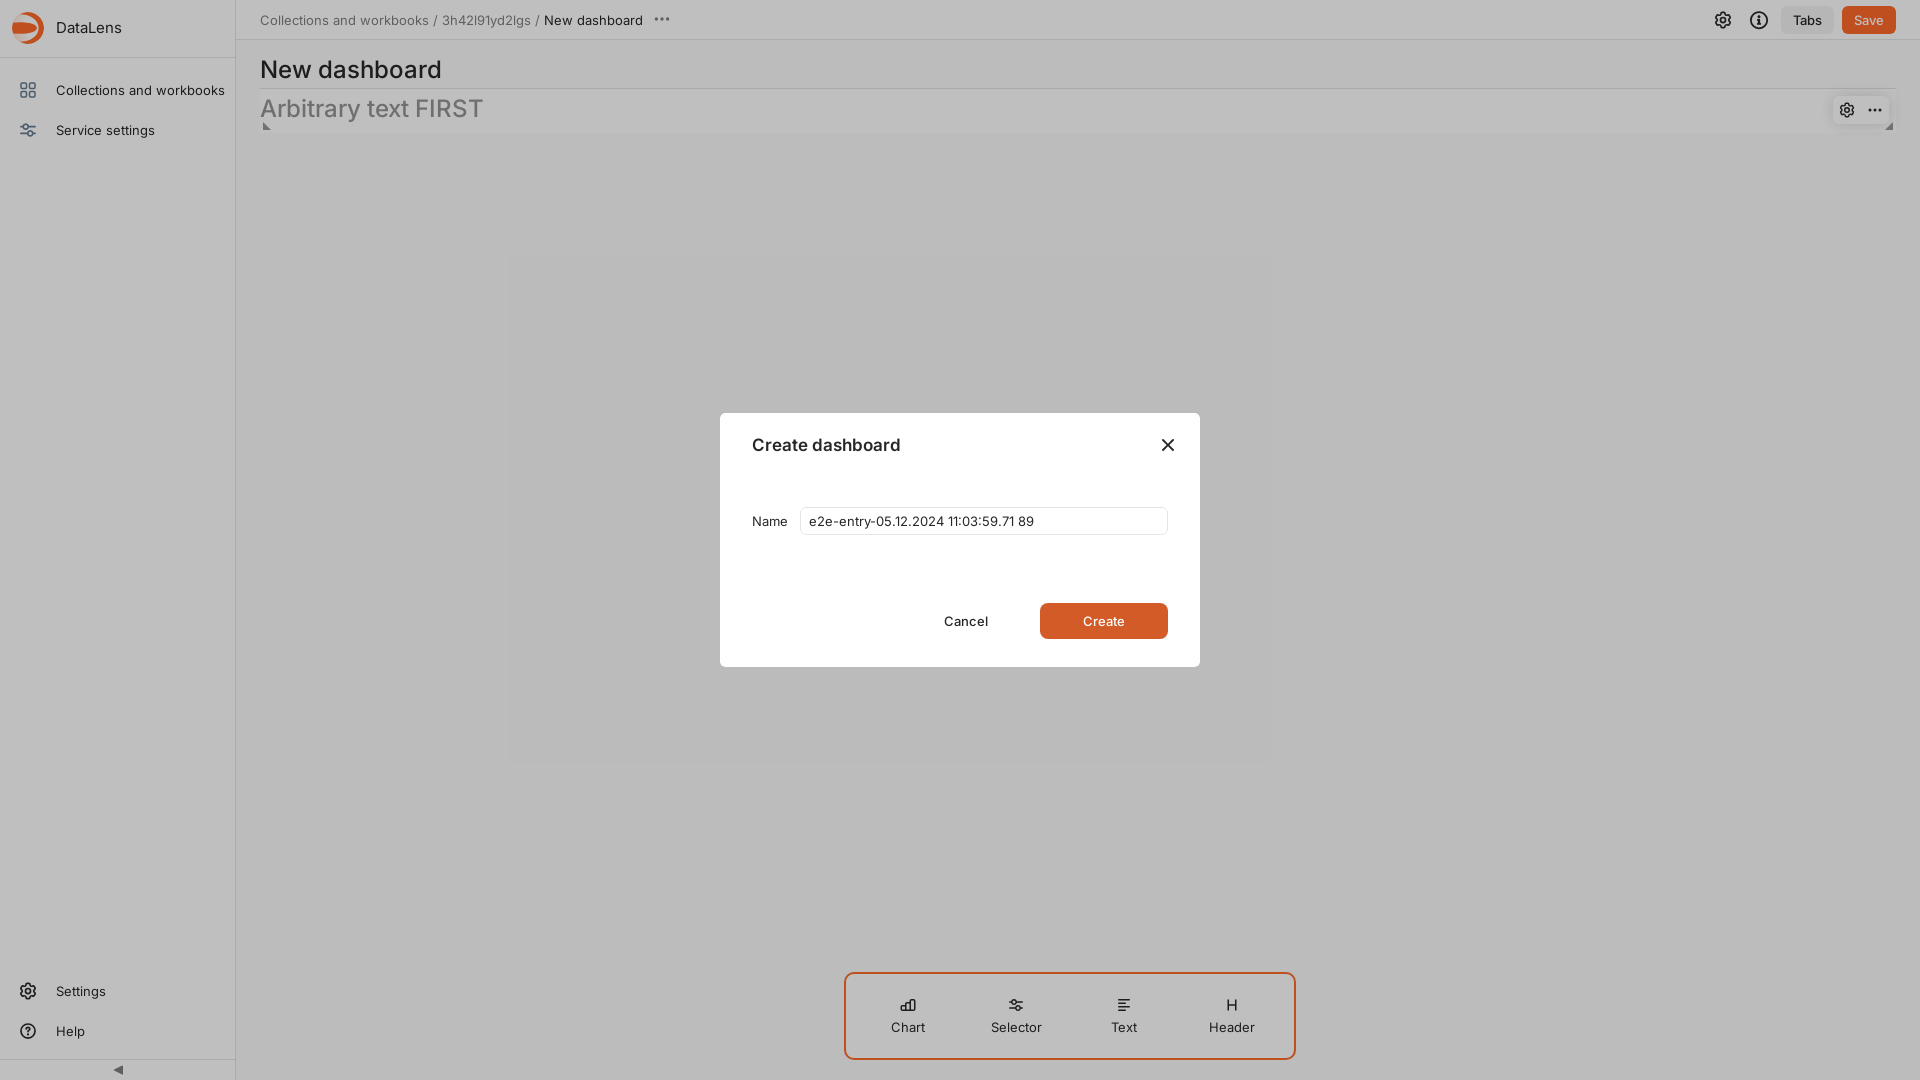 DataLens
Collections and workbooks / 3h42l91yd2lgs / New dashboard
Tabs
Save
Collections and workbooks
Service settings
New dashboard
Arbitrary text FIRST
Create dashboard
Name
e2e-entry-05.12.2024 11:03:59.71 89
Cancel
Create
Chart
Selector
Text
Header
Settings
Help